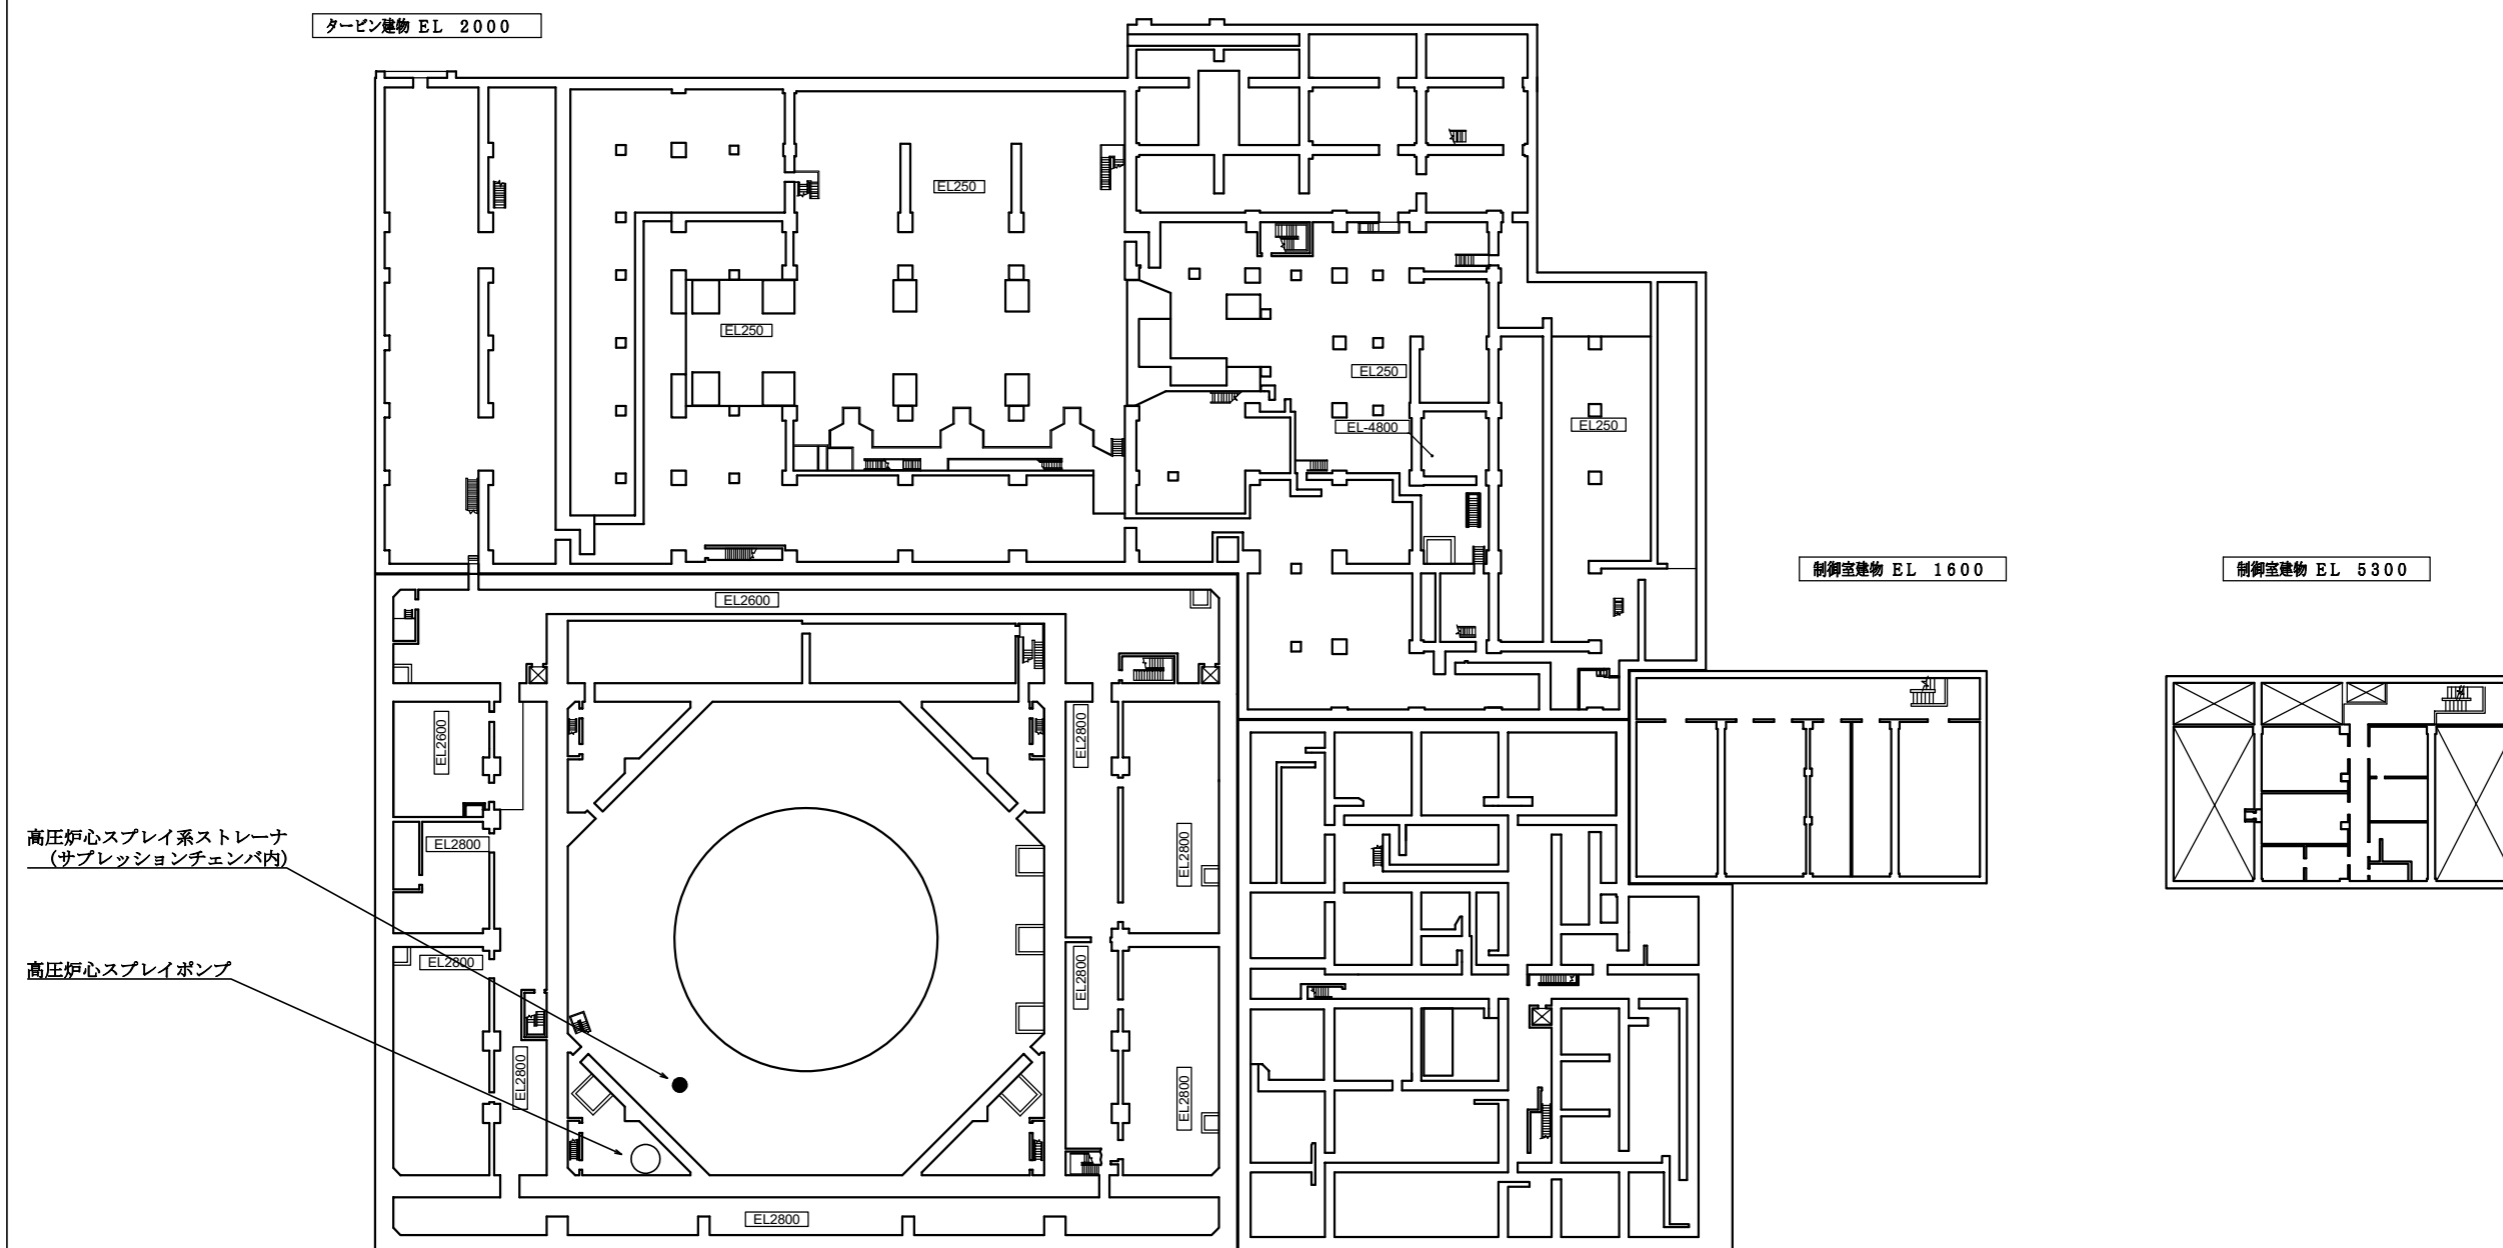 タービン建物 EL 2000
EL250
EL250
EL250
EL-4800
EL250
制御室建物 EL 1600
制御室建物 EL 5300
EL2600
EL2600
EL2800
高圧炉心スプレイ系ストレーナ
(サプレッションチェンバ内)
EL2800
EL2800
高圧炉心スプレイポンプ
EL2800
EL2800
EL2800
EL2800
EL2800